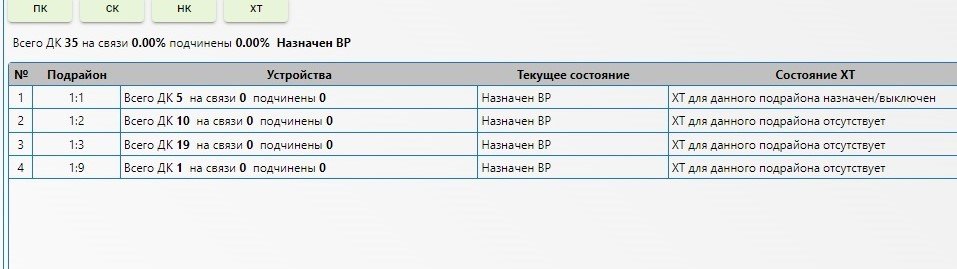 ПК СК НК ХТ
Всего ДК 35 на связи 0.00% подчинены 0.00% Назначен ВР
№ Подрайон Устройства Текущее состояние Состояние ХТ
1 1:1 Всего ДК 5 на связи 0 подчинены 0 Назначен ВР ХТ для данного подрайона назначен/выключен
2 1:2 Всего ДК 10 на связи 0 подчинены 0 Назначен ВР ХТ для данного подрайона отсутствует
3 1:3 Всего ДК 19 на связи 0 подчинены 0 Назначен ВР ХТ для данного подрайона отсутствует
4 1:9 Всего ДК 1 на связи 0 подчинены 0 Назначен ВР ХТ для данного подрайона отсутствует